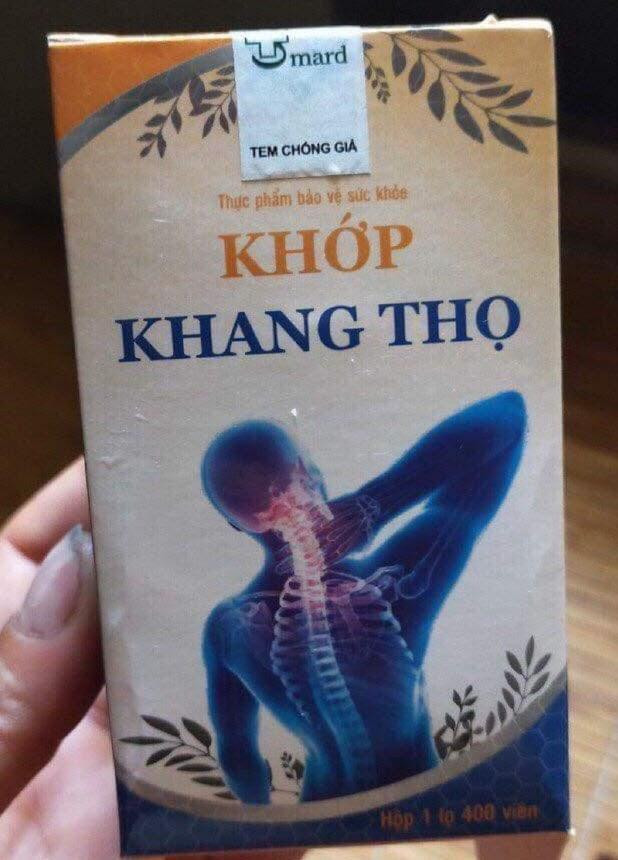 mard
TEM CHỐNG GIẢ
Thực phẩm bảo vệ sức khỏe
KHỚP
KHANG THỌ
Hộp 1 lọ 400 viên